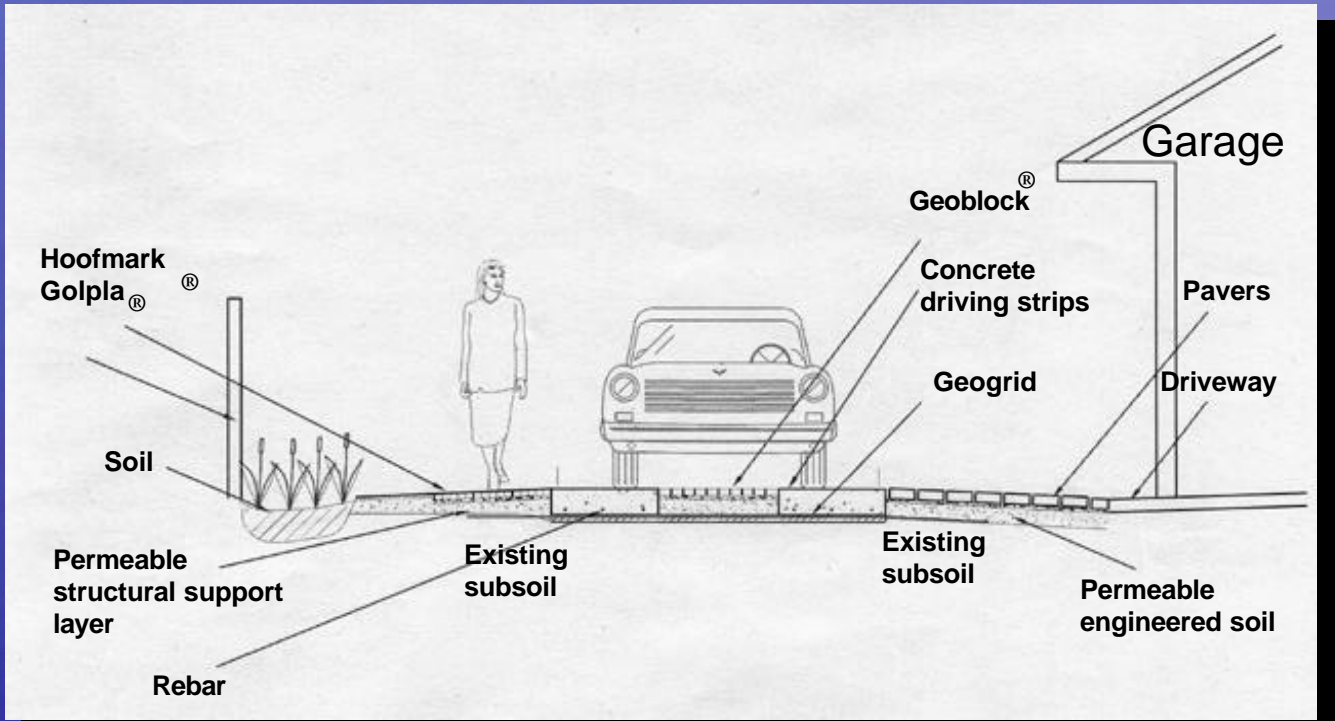 Garage
Geoblock®
Hoofmark
Golpla® ®
Concrete
driving strips
Pavers
Geogrid
Driveway
Soil
Permeable
structural support
layer
Existing
subsoil
Existing
subsoil
Permeable
engineered soil
Rebar